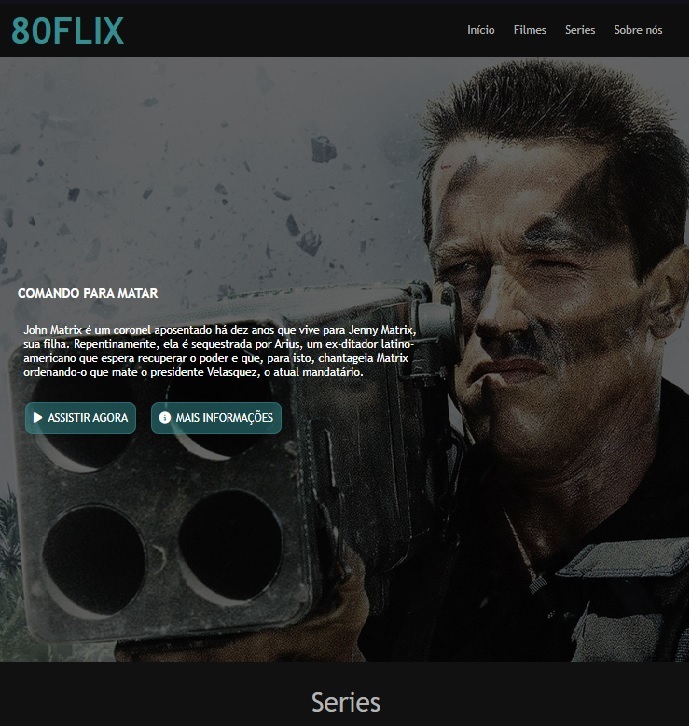 80FLIX
Início Filmes Series Sobre nós
COMANDO PARA MATAR
John Matrix é um coronel aposentado há dez anos que vive para Jenny Matrix,
sua filha. Repentinamente, ela é sequestrada por Arius, um ex-ditador latino-
americano que espera recuperar o poder e que, para isto, chantageia Matrix
ordenando-o que mate o presidente Velasquez, o atual mandatário.
ASSISTIR AGORA MAIS INFORMAÇÕES
Series